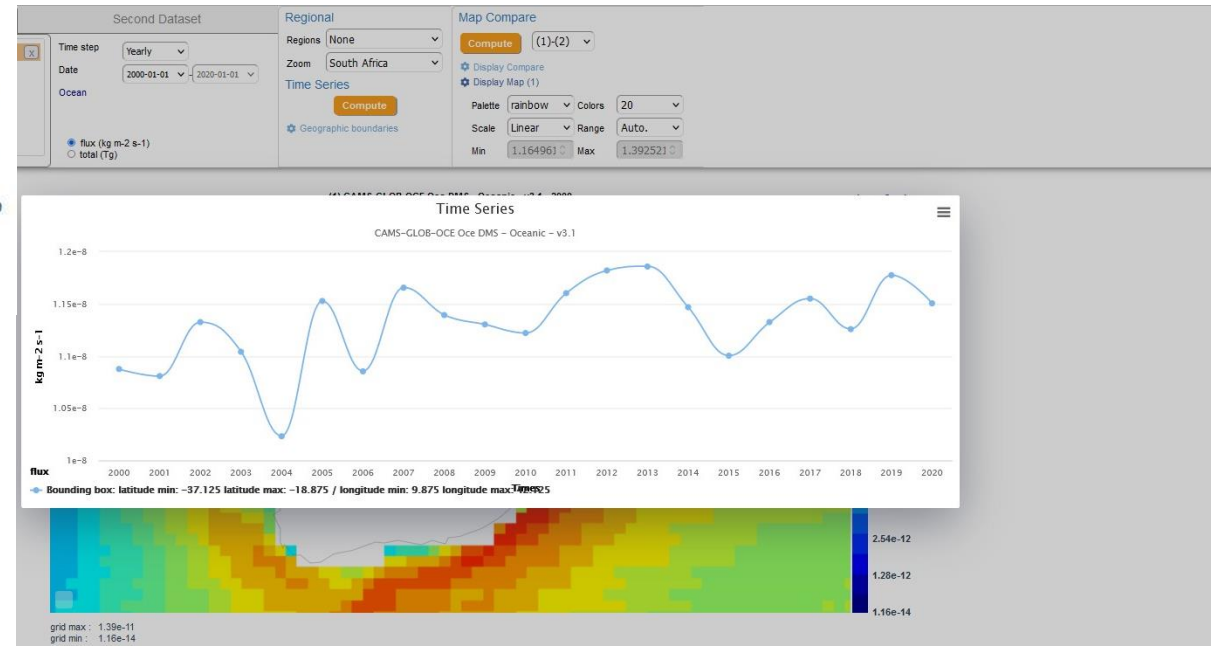 Second Dataset
Time step Yearly
Date 2000-01-01 - 2020-01-01
Ocean
flux (kg m-2 s-1)
total (Tg)
x
Regional
Regions None
Zoom South Africa
Time Series
Compute
Geographic boundaries
Map Compare
Compute (1)-(2)
Display Compare
Display Map (1)
Palette rainbow Colors 20
Scale Linear Range Auto.
Min 1.164961 Max 1.392521
Time Series
CAMS-GLOB-OCE Oce DMS - Oceanic - v3.1
1.2e-8
1.15e-8
1.1e-8
1.05e-8
1e-8
kg m-2 s-1
flux
2000 2001 2002 2003 2004 2005 2006 2007 2008 2009 2010 2011 2012 2013 2014 2015 2016 2017 2018 2019 2020
Times
Bounding box: latitude min: -37.125 latitude max: -18.875 / longitude min: 9.875 longitude max:
2.54e-12
1.28e-12
1.16e-14
grid max : 1.39e-11
grid min : 1.16e-14